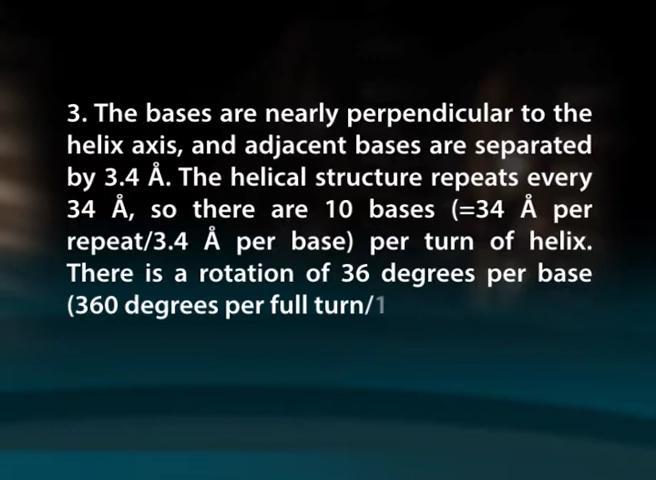 3. The bases are nearly perpendicular to the
helix axis, and adjacent bases are separated
by 3.4 Å. The helical structure repeats every
34 Å, so there are 10 bases (=34 Å per
repeat/3.4 Å per base) per turn of helix.
There is a rotation of 36 degrees per base
(360 degrees per full turn/1